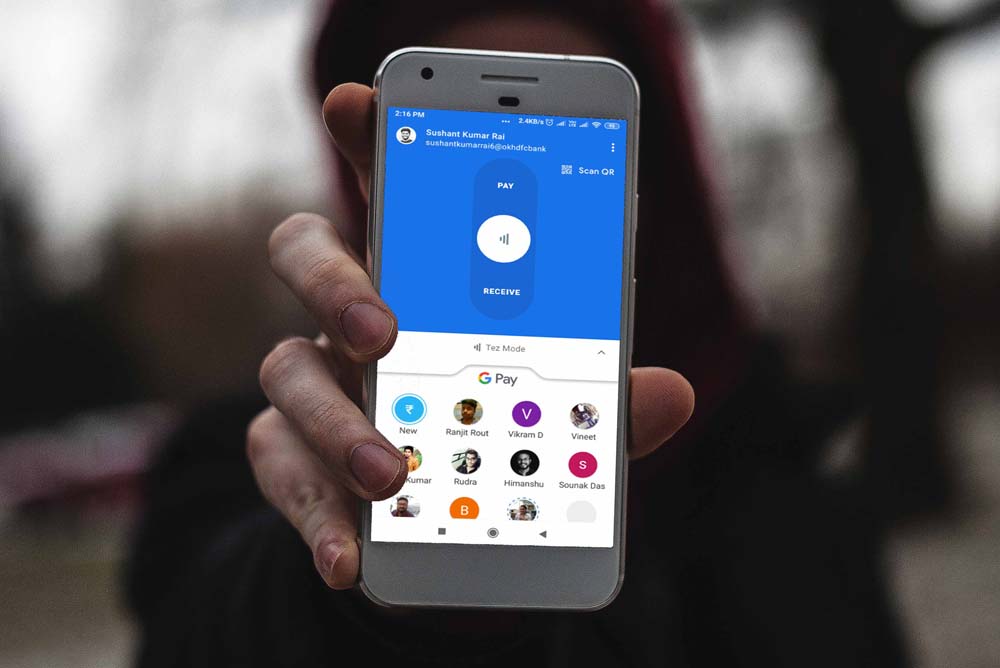 2:16 PM
... 2.4KB/s
Sushant Kumar Rai
sushantkumarrai6@okhdfcbank
Scan QR
PAY
RECEIVE
Tez Mode
G Pay
₹
V
New
Ranjit Rout
Vikram D
Vineet
S
Kumar
Rudra
Himanshu
Sounak Das
B